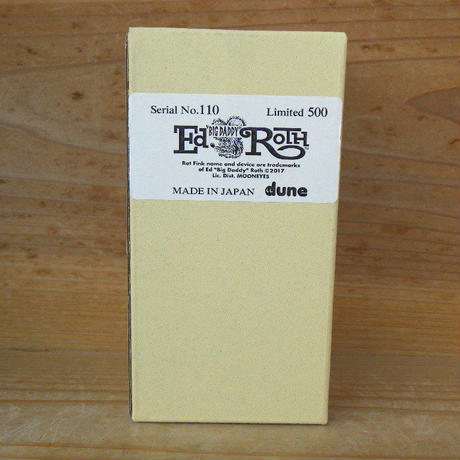 Serial No.110 Limited 500
Ed "BIG DADDY" ROTH
Rat Fink name and device are trademarks
of Ed "Big Daddy" Roth ©2017
Lic. Dist. MOONEYES
MADE IN JAPAN dune